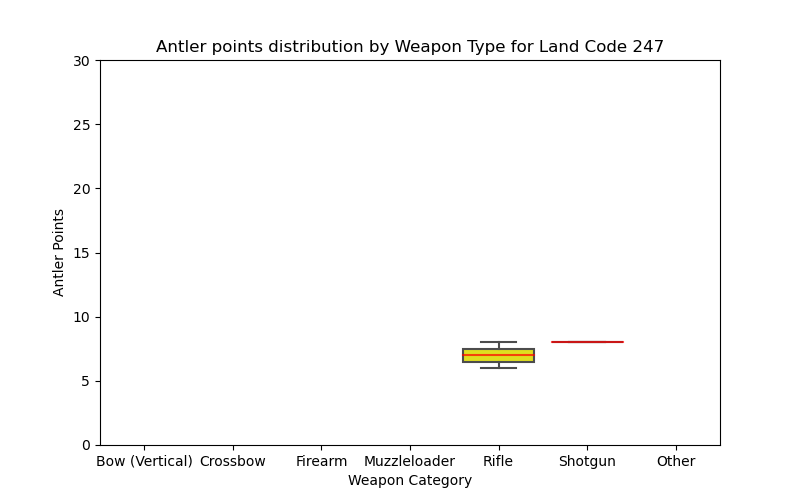 Antler points distribution by Weapon Type for Land Code 247
30
25
20
15
10
5
0
Antler Points
Bow (Vertical) Crossbow Firearm Muzzleloader Rifle Shotgun Other
Weapon Category